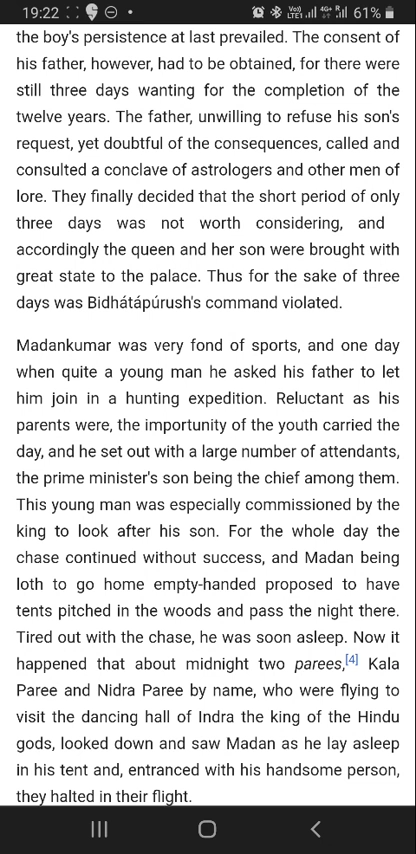 19:22 61%
the boy's persistence at last prevailed. The consent of
his father, however, had to be obtained, for there were
still three days wanting for the completion of the
twelve years. The father, unwilling to refuse his son's
request, yet doubtful of the consequences, called and
consulted a conclave of astrologers and other men of
lore. They finally decided that the short period of only
three days was not worth considering, and
accordingly the queen and her son were brought with
great state to the palace. Thus for the sake of three
days was Bidhátápúrush's command violated.
Madankumar was very fond of sports, and one day
when quite a young man he asked his father to let
him join in a hunting expedition. Reluctant as his
parents were, the importunity of the youth carried the
day, and he set out with a large number of attendants,
the prime minister's son being the chief among them.
This young man was especially commissioned by the
king to look after his son. For the whole day the
chase continued without success, and Madan being
loth to go home empty-handed proposed to have
tents pitched in the woods and pass the night there.
Tired out with the chase, he was soon asleep. Now it
happened that about midnight two parees,[4] Kala
Paree and Nidra Paree by name, who were flying to
visit the dancing hall of Indra the king of the Hindu
gods, looked down and saw Madan as he lay asleep
in his tent and, entranced with his handsome person,
they halted in their flight.